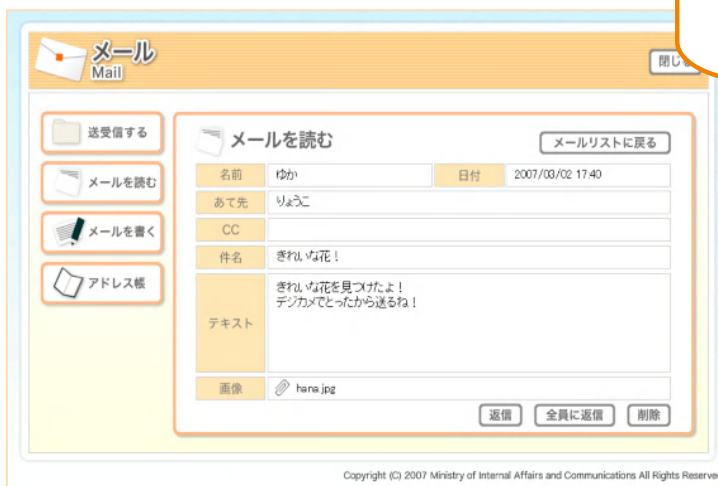 メール
Mail
閉じる
送受信する
メールを読む
メールを書く
アドレス帳
メールを読む
メールリストに戻る
名前 ゆか 日付 2007/03/02 17:40
あて先 りょうこ
CC
件名 きれいな花！
テキスト きれいな花を見つけたよ！
デジカメでとったから送るね！
画像 hana.jpg
返信 全員に返信 削除
Copyright (C) 2007 Ministry of Internal Affairs and Communications All Rights Reserve